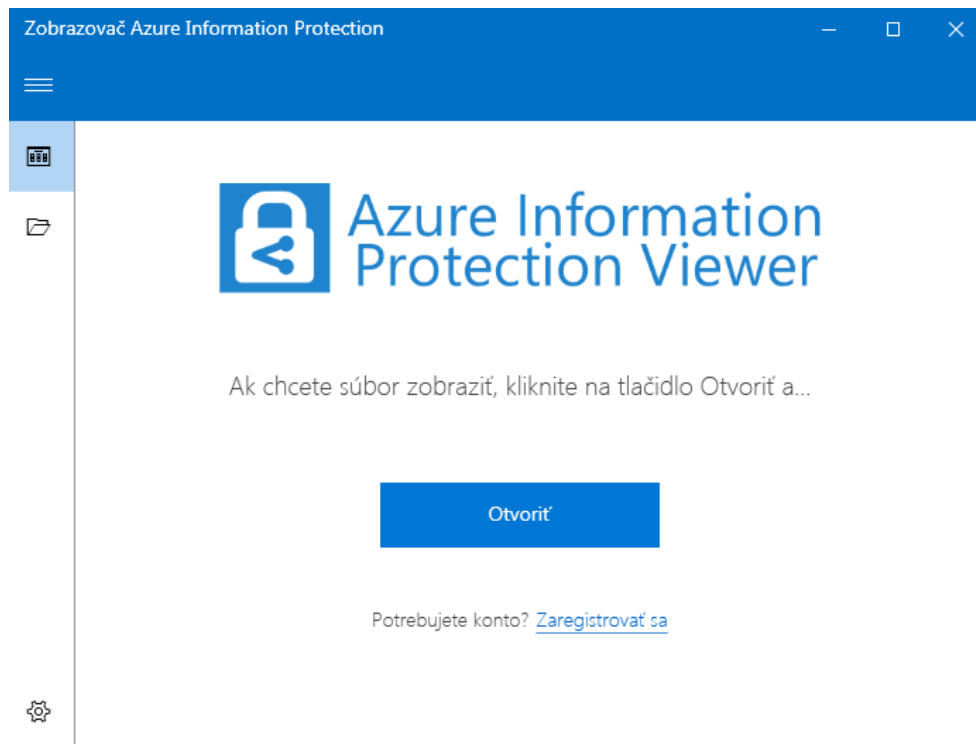 Zobrazovač Azure Information Protection
Azure Information
Protection Viewer
Ak chcete súbor zobraziť, kliknite na tlačidlo Otvoriť a...
Otvoriť
Potrebujete konto? Zaregistrovať sa